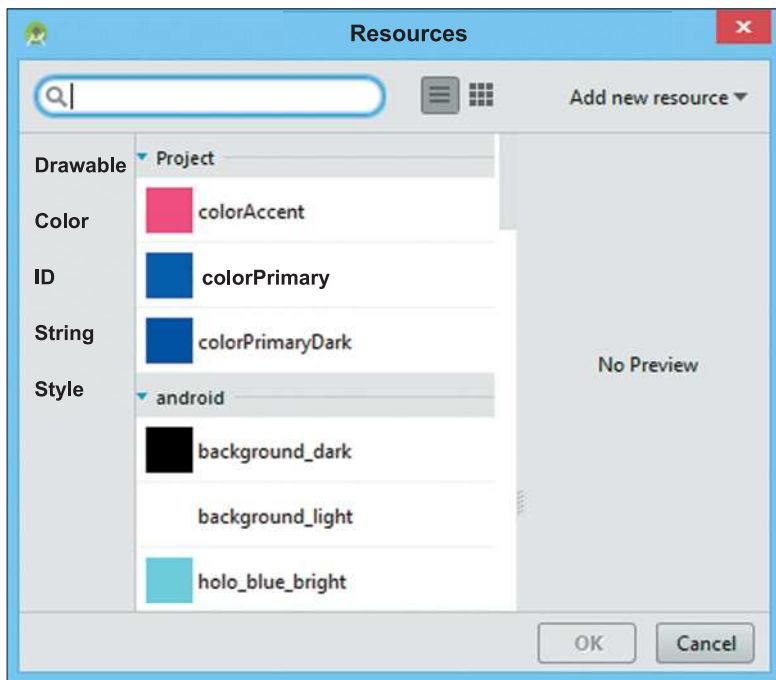 Resources
Add new resource
Drawable
Color
ID
String
Style
Project
colorAccent
colorPrimary
colorPrimaryDark
android
background_dark
background_light
holo_blue_bright
No Preview
OK
Cancel